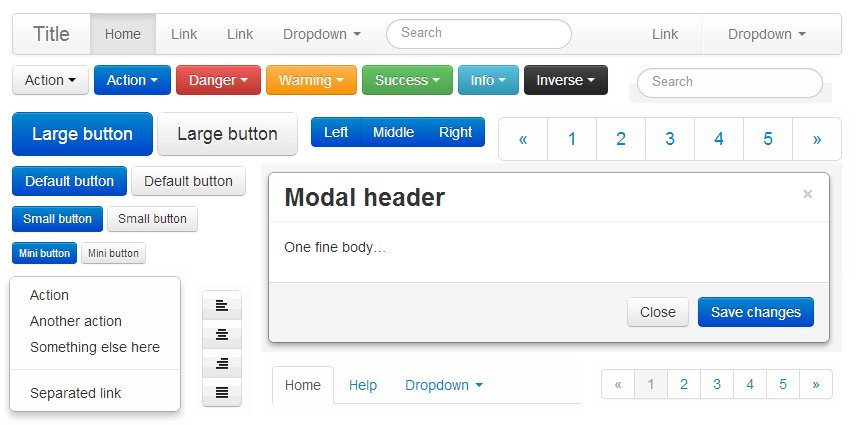 Title Home Link Link Dropdown Search Link Dropdown
Action Action Danger Warning Success Info Inverse Search
Large button Large button Left Middle Right « 1 2 3 4 5 »
Default button Default button
Small button Small button
Mini button Mini button
Modal header ×
One fine body…
Close Save changes
Action
Another action
Something else here
Separated link
Home Help Dropdown
« 1 2 3 4 5 »